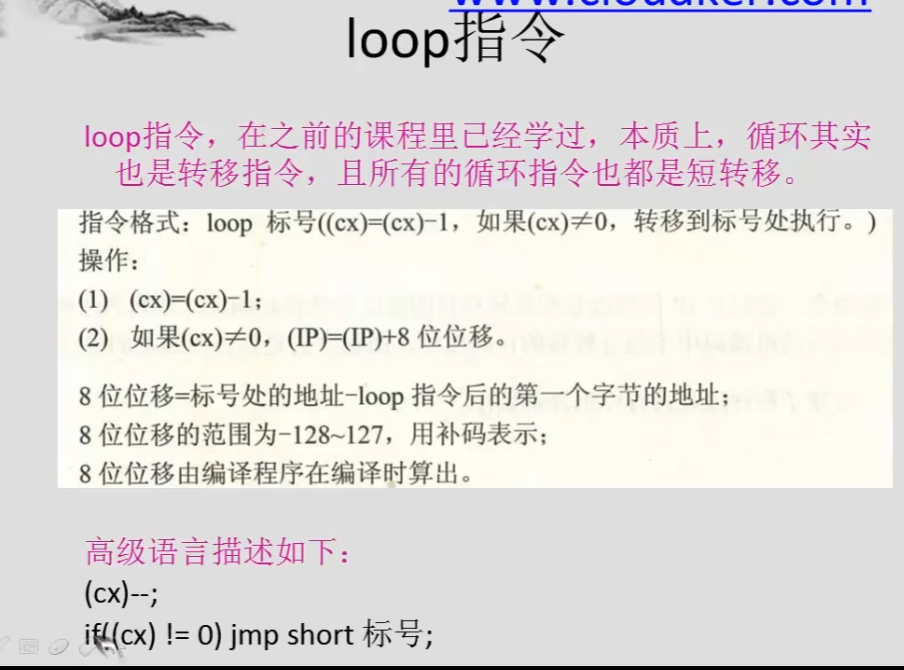 www.cloudker.com
loop指令
loop指令，在之前的课程里已经学过，本质上，循环其实
也是转移指令，且所有的循环指令也都是短转移。
指令格式：loop 标号((cx)=(cx)-1，如果(cx)≠0，转移到标号处执行。)
操作：
(1) (cx)=(cx)-1；
(2) 如果(cx)≠0，(IP)=(IP)+8 位位移。
8 位位移=标号处的地址-loop 指令后的第一个字节的地址；
8 位位移的范围为-128~127，用补码表示；
8 位位移由编译程序在编译时算出。
高级语言描述如下：
(cx)--;
if((cx) != 0) jmp short 标号;